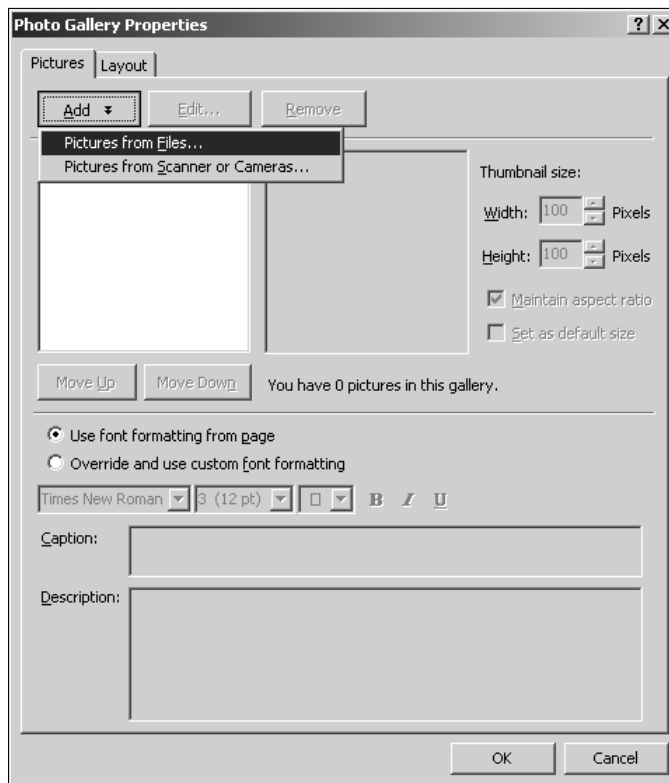 Photo Gallery Properties
Pictures
Layout
Add
Edit...
Remove
Pictures from Files...
Pictures from Scanner or Cameras...
Thumbnail size:
Width: 100 Pixels
Height: 100 Pixels
Maintain aspect ratio
Set as default size
Move Up
Move Down
You have 0 pictures in this gallery.
Use font formatting from page
Override and use custom font formatting
Times New Roman 3 (12 pt) B I U
Caption:
Description:
OK
Cancel